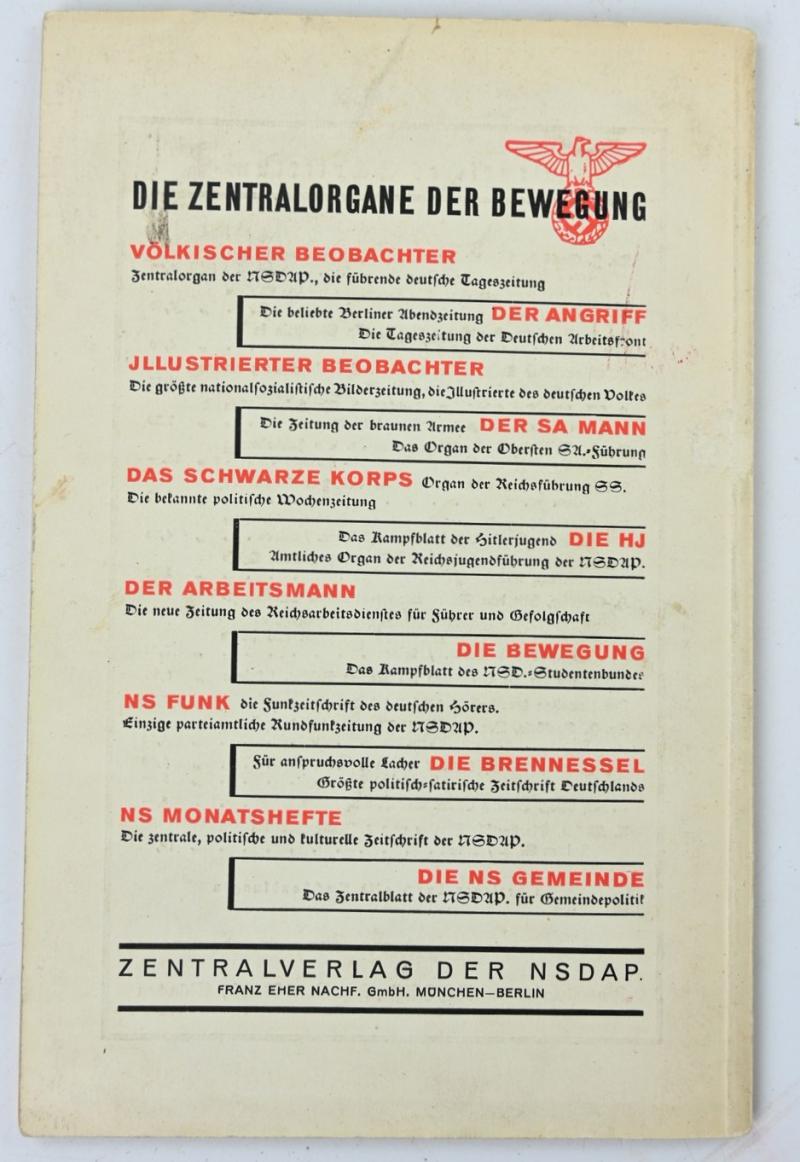 DIE ZENTRALORGANE DER BEWEGUNG
VÖLKISCHER BEOBACHTER
Zentralorgan der NSDAP., die führende deutsche Tageszeitung
Die beliebte Berliner Abendzeitung DER ANGRIFF
Die Tageszeitung der Deutschen Arbeitsfront
JLLUSTRIERTER BEOBACHTER
Die größte nationalsozialistische Bilderzeitung, die Illustrierte des deutschen Volkes
Die Zeitung der braunen Armee DER SA MANN
Das Organ der Obersten SA.-Führung
DAS SCHWARZE KORPS Organ der Reichsführung SS.
Die bekannte politische Wochenzeitung
Das Kampfblatt der Hitlerjugend DIE HJ
Amtliches Organ der Reichsjugendführung der NSDAP.
DER ARBEITSMANN
Die neue Zeitung des Reichsarbeitsdienstes für Führer und Gefolgschaft
DIE BEWEGUNG
Das Kampfblatt des NSD.-Studentenbundes
NS FUNK die Funkzeitschrift des deutschen Hörers.
Einzige parteiamtliche Rundfunkzeitung der NSDAP.
Für anspruchsvolle Lacher DIE BRENNESSEL
Größte politisch-satirische Zeitschrift Deutschlands
NS MONATSHEFTE
Die zentrale, politische und kulturelle Zeitschrift der NSDAP.
DIE NS GEMEINDE
Das Zentralblatt der NSDAP. für Gemeindepolitik
ZENTRALVERLAG DER NSDAP.
FRANZ EHER NACHF. GmbH. MÜNCHEN–BERLIN